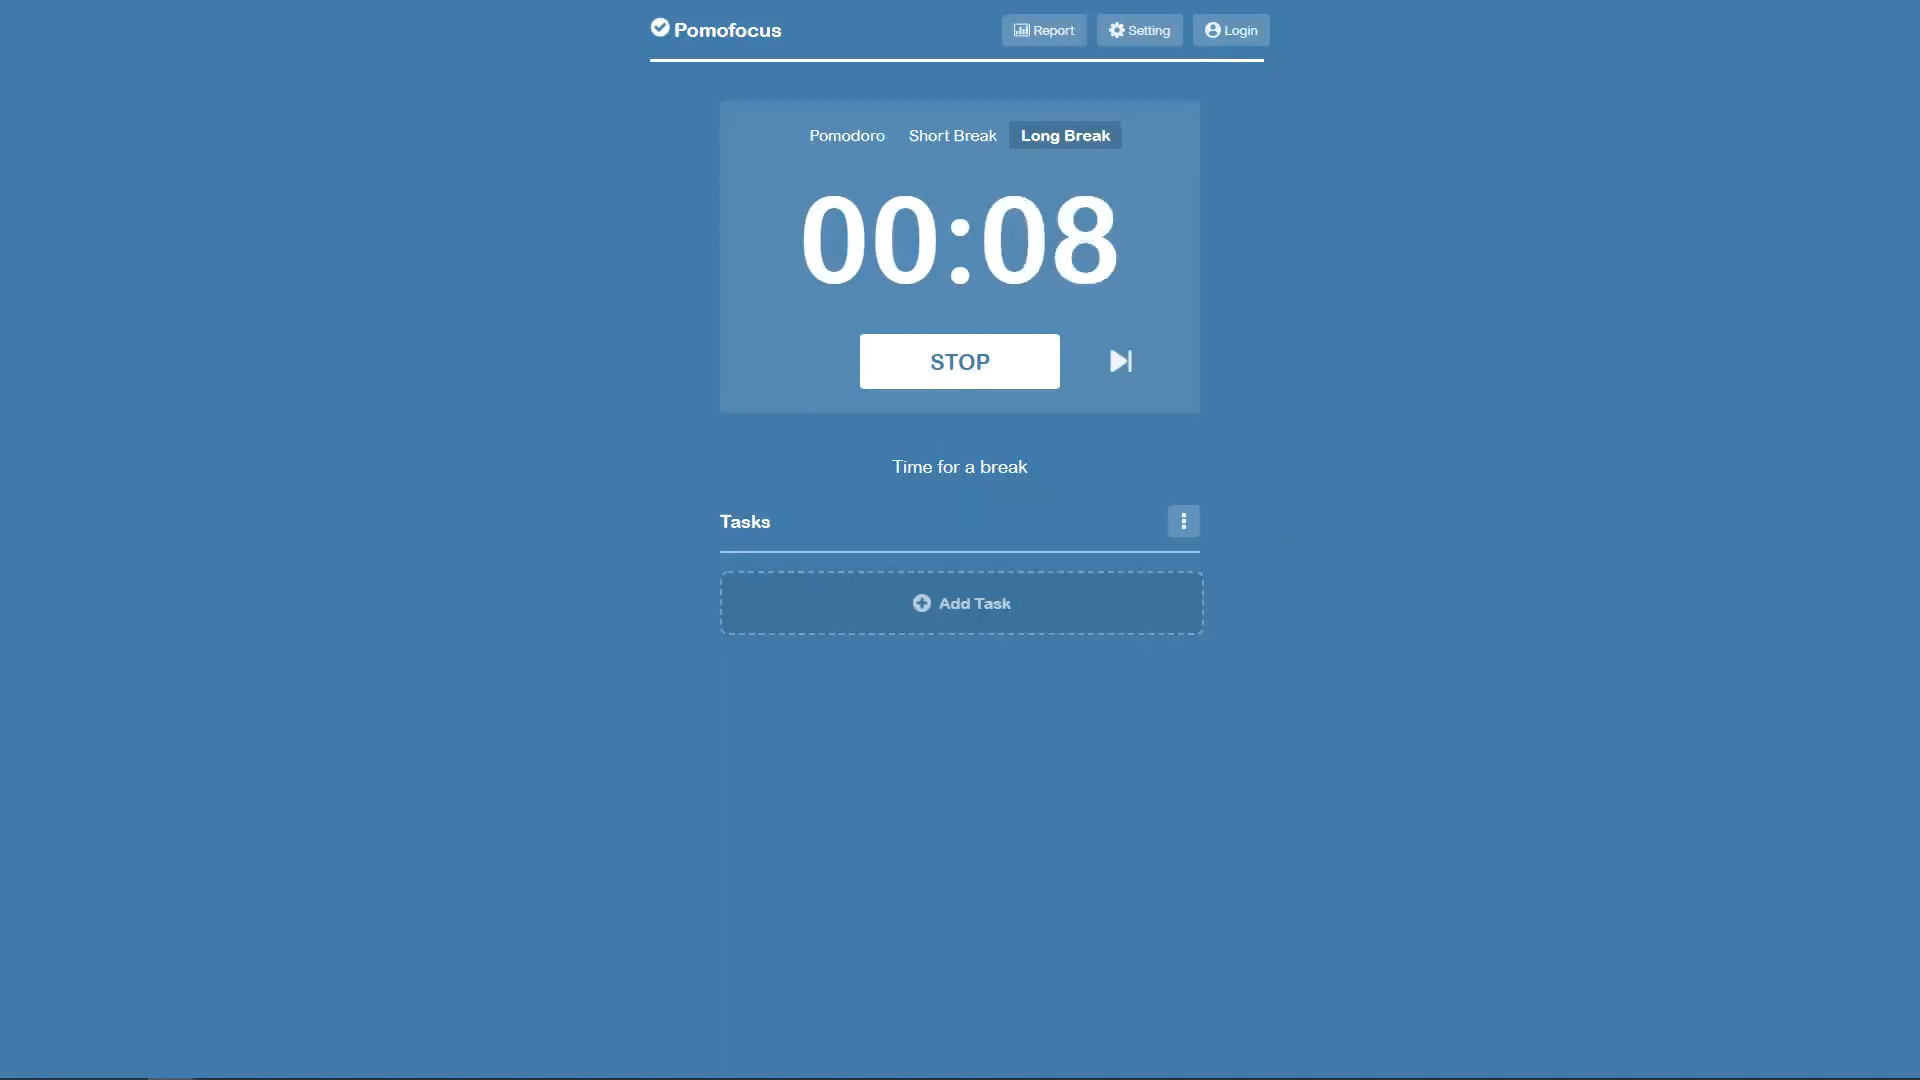 Pomofocus
Report
Setting
Login
Pomodoro
Short Break
Long Break
00:08
STOP
Time for a break
Tasks
Add Task